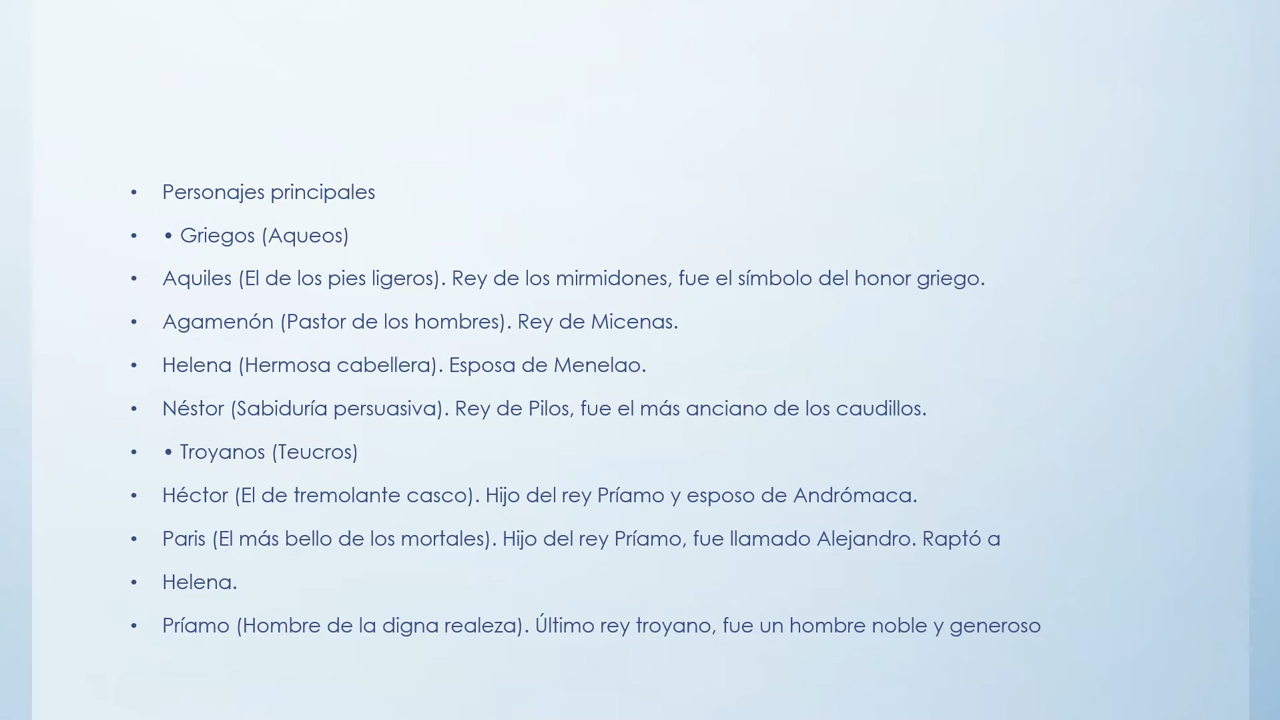 • Personajes principales
• • Griegos (Aqueos)
• Aquiles (El de los pies ligeros). Rey de los mirmidones, fue el símbolo del honor griego.
• Agamenón (Pastor de los hombres). Rey de Micenas.
• Helena (Hermosa cabellera). Esposa de Menelao.
• Néstor (Sabiduría persuasiva). Rey de Pilos, fue el más anciano de los caudillos.
• • Troyanos (Teucros)
• Héctor (El de tremolante casco). Hijo del rey Príamo y esposo de Andrómaca.
• Paris (El más bello de los mortales). Hijo del rey Príamo, fue llamado Alejandro. Raptó a
• Helena.
• Príamo (Hombre de la digna realeza). Último rey troyano, fue un hombre noble y generoso